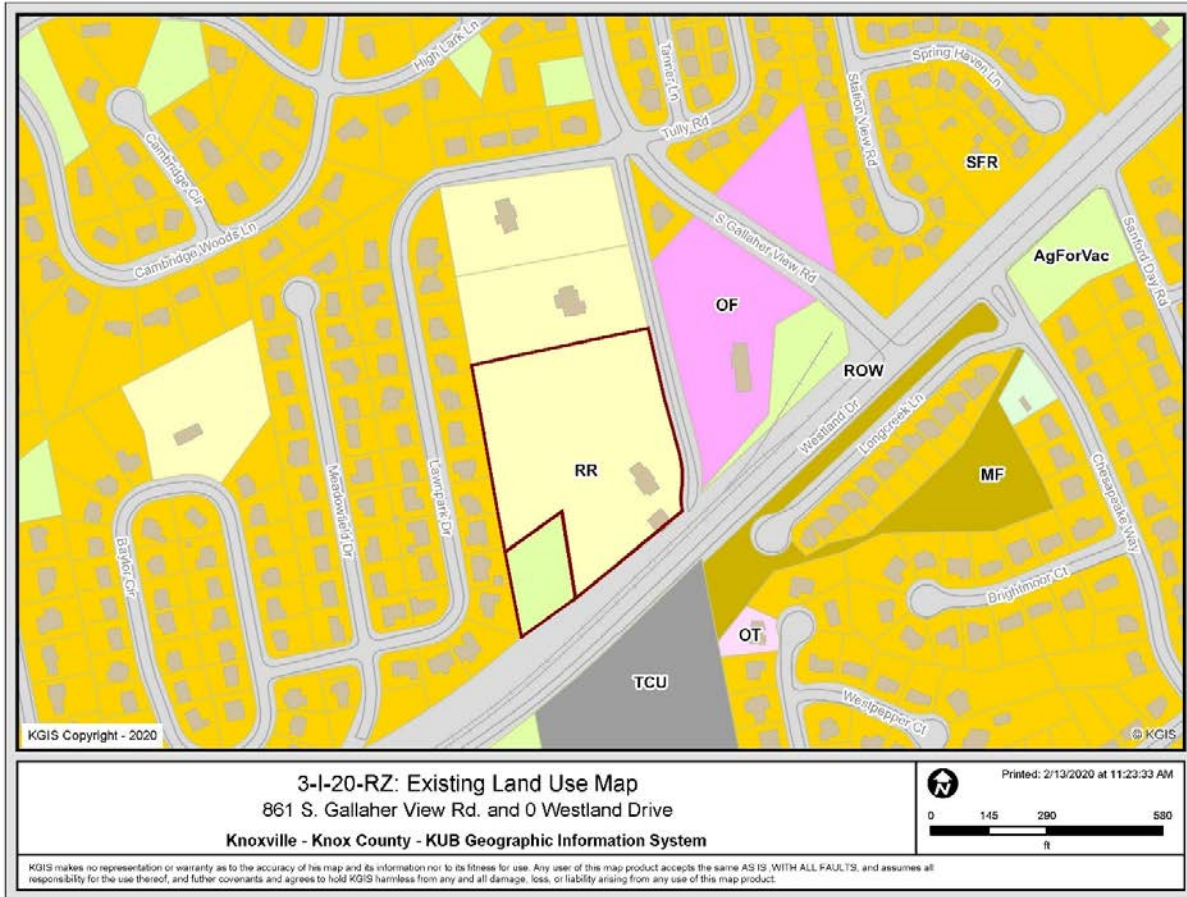 High Lark Ln
Tanner Ln
Spring Haven Ln
Station View Rd
Tully Rd
Cambridge Cir
SFR
S Gallaher View Rd
Cambridge Woods Ln
Sanford Day Rd
AgForVac
OF
ROW
Westland Dr
Longcreek Ln
Meadowfield Dr
Lawnpark Dr
RR
MF
Chesapeake Way
Baylor Cir
Brightmoor Ct
OT
TCU
Westpepper Ct
KGIS Copyright - 2020
© KGIS
3-I-20-RZ: Existing Land Use Map
861 S. Gallaher View Rd. and 0 Westland Drive
Knoxville - Knox County - KUB Geographic Information System
N
Printed: 2/13/2020 at 11:23:33 AM
0 145 290 580
ft
KGIS makes no representation or warranty as to the accuracy of his map and its information nor to its fitness for use. Any user of this map product accepts the same AS IS ,WITH ALL FAULTS, and assumes all
responsibility for the use thereof, and futher covenants and agrees to hold KGIS harmless from any and all damage, loss, or liability arising from any use of this map product.